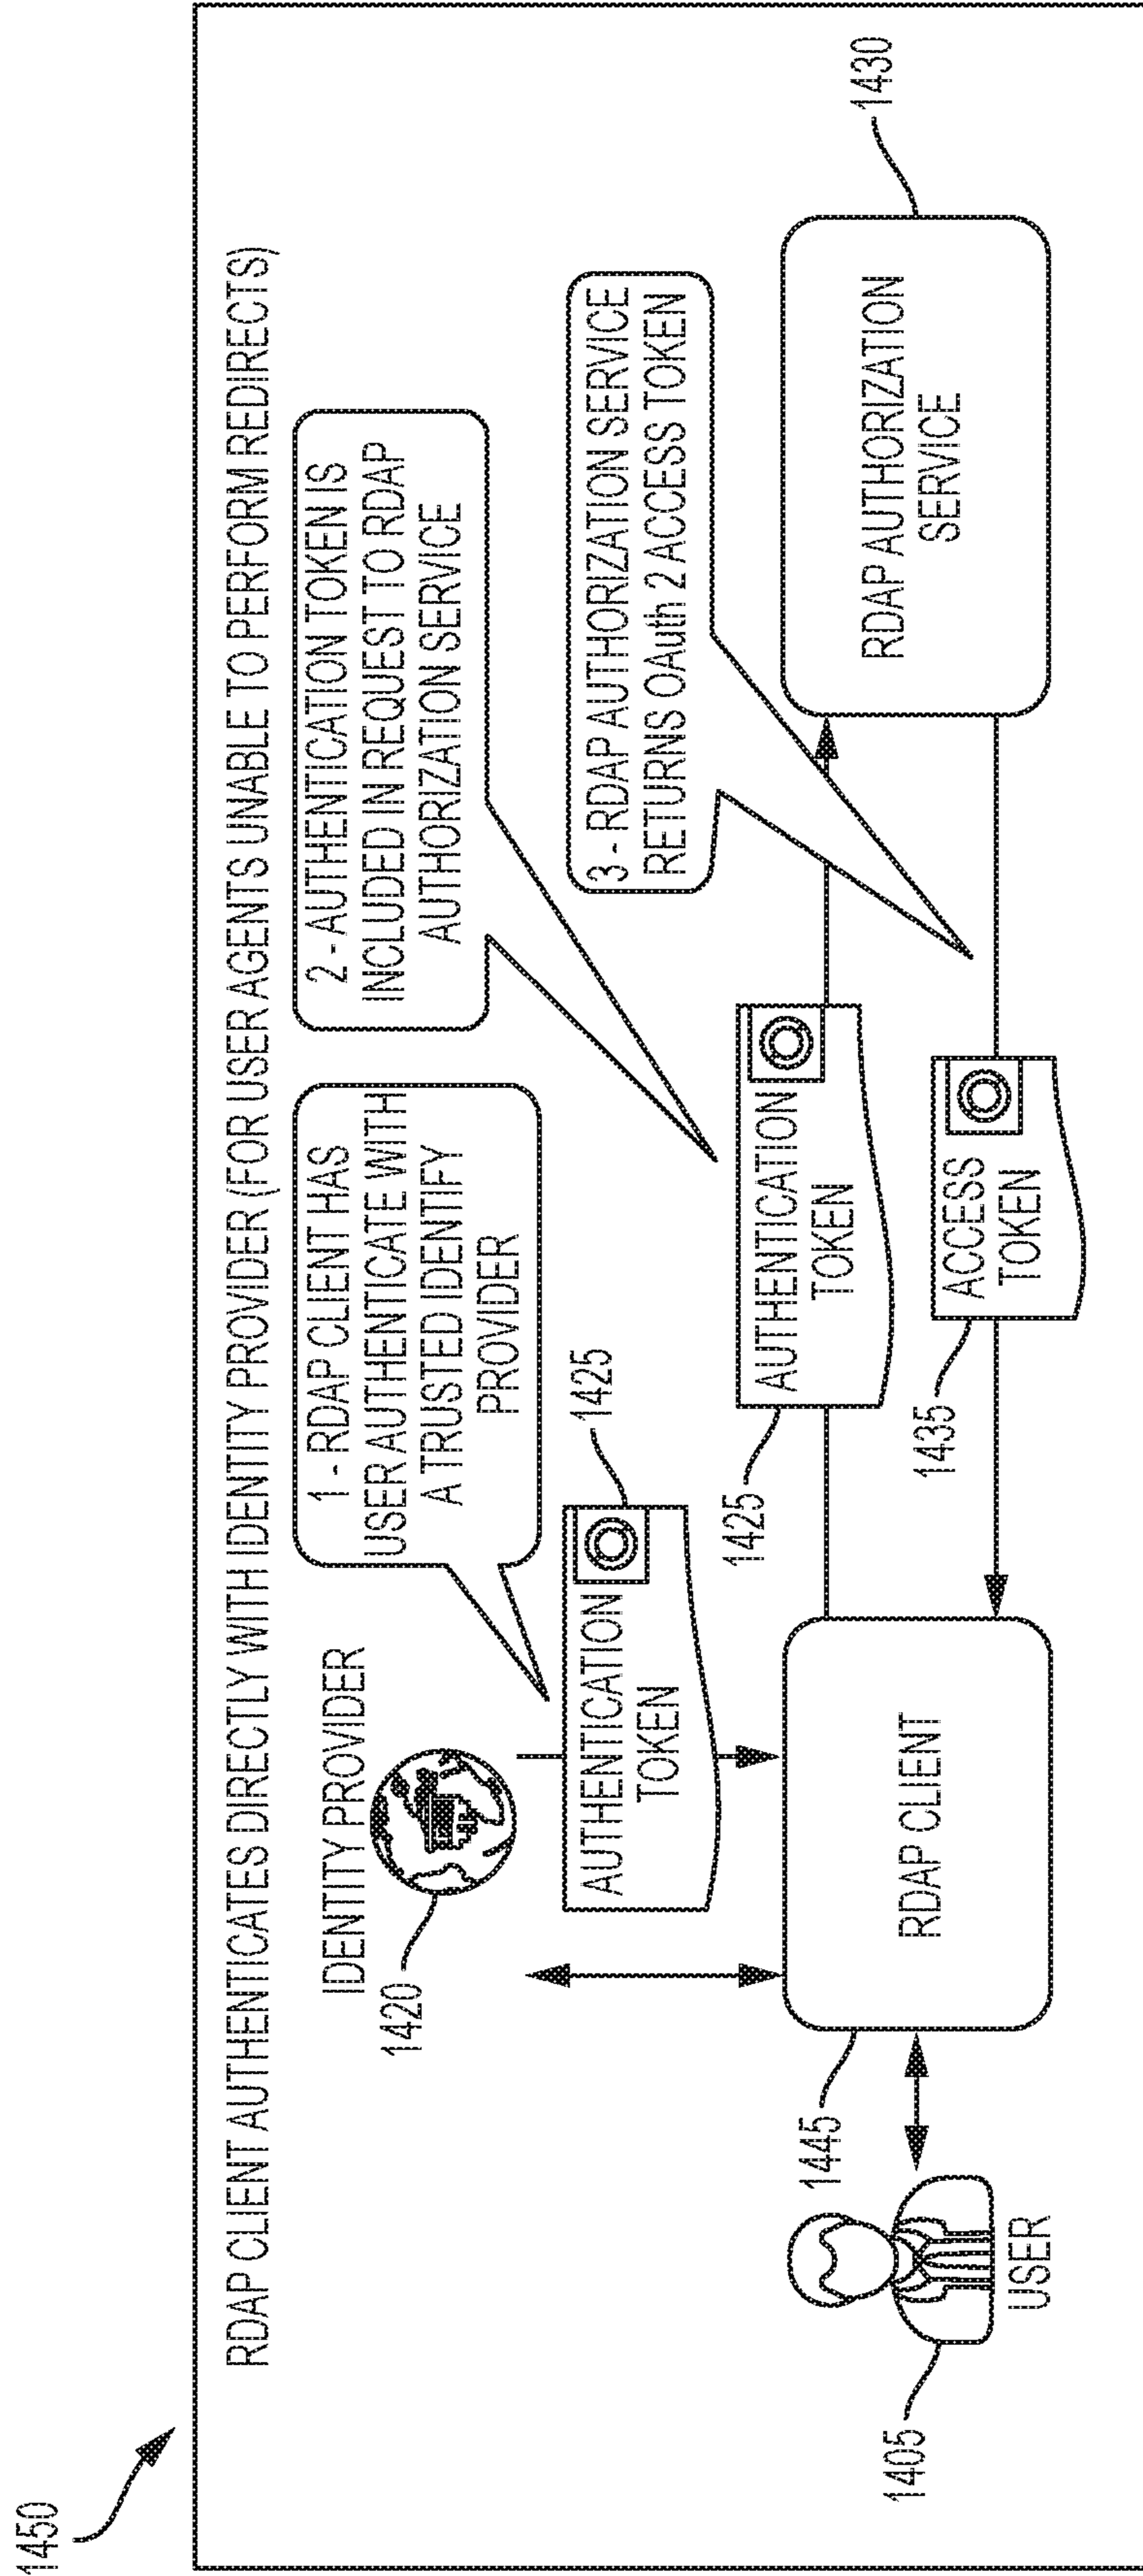 1450
RDAP CLIENT AUTHENTICATES DIRECTLY WITH IDENTITY PROVIDER (FOR USER AGENTS UNABLE TO PERFORM REDIRECTS)
IDENTITY PROVIDER
1420
1 - RDAP CLIENT HAS
USER AUTHENTICATE WITH
A TRUSTED IDENTIFY
PROVIDER
2 - AUTHENTICATION TOKEN IS
INCLUDED IN REQUEST TO RDAP
AUTHORIZATION SERVICE
3 - RDAP AUTHORIZATION SERVICE
RETURNS OAuth 2 ACCESS TOKEN
AUTHENTICATION
TOKEN
1425
AUTHENTICATION
TOKEN
1425
ACCESS
TOKEN
1435
1405
USER
1445
RDAP CLIENT
RDAP AUTHORIZATION
SERVICE
1430